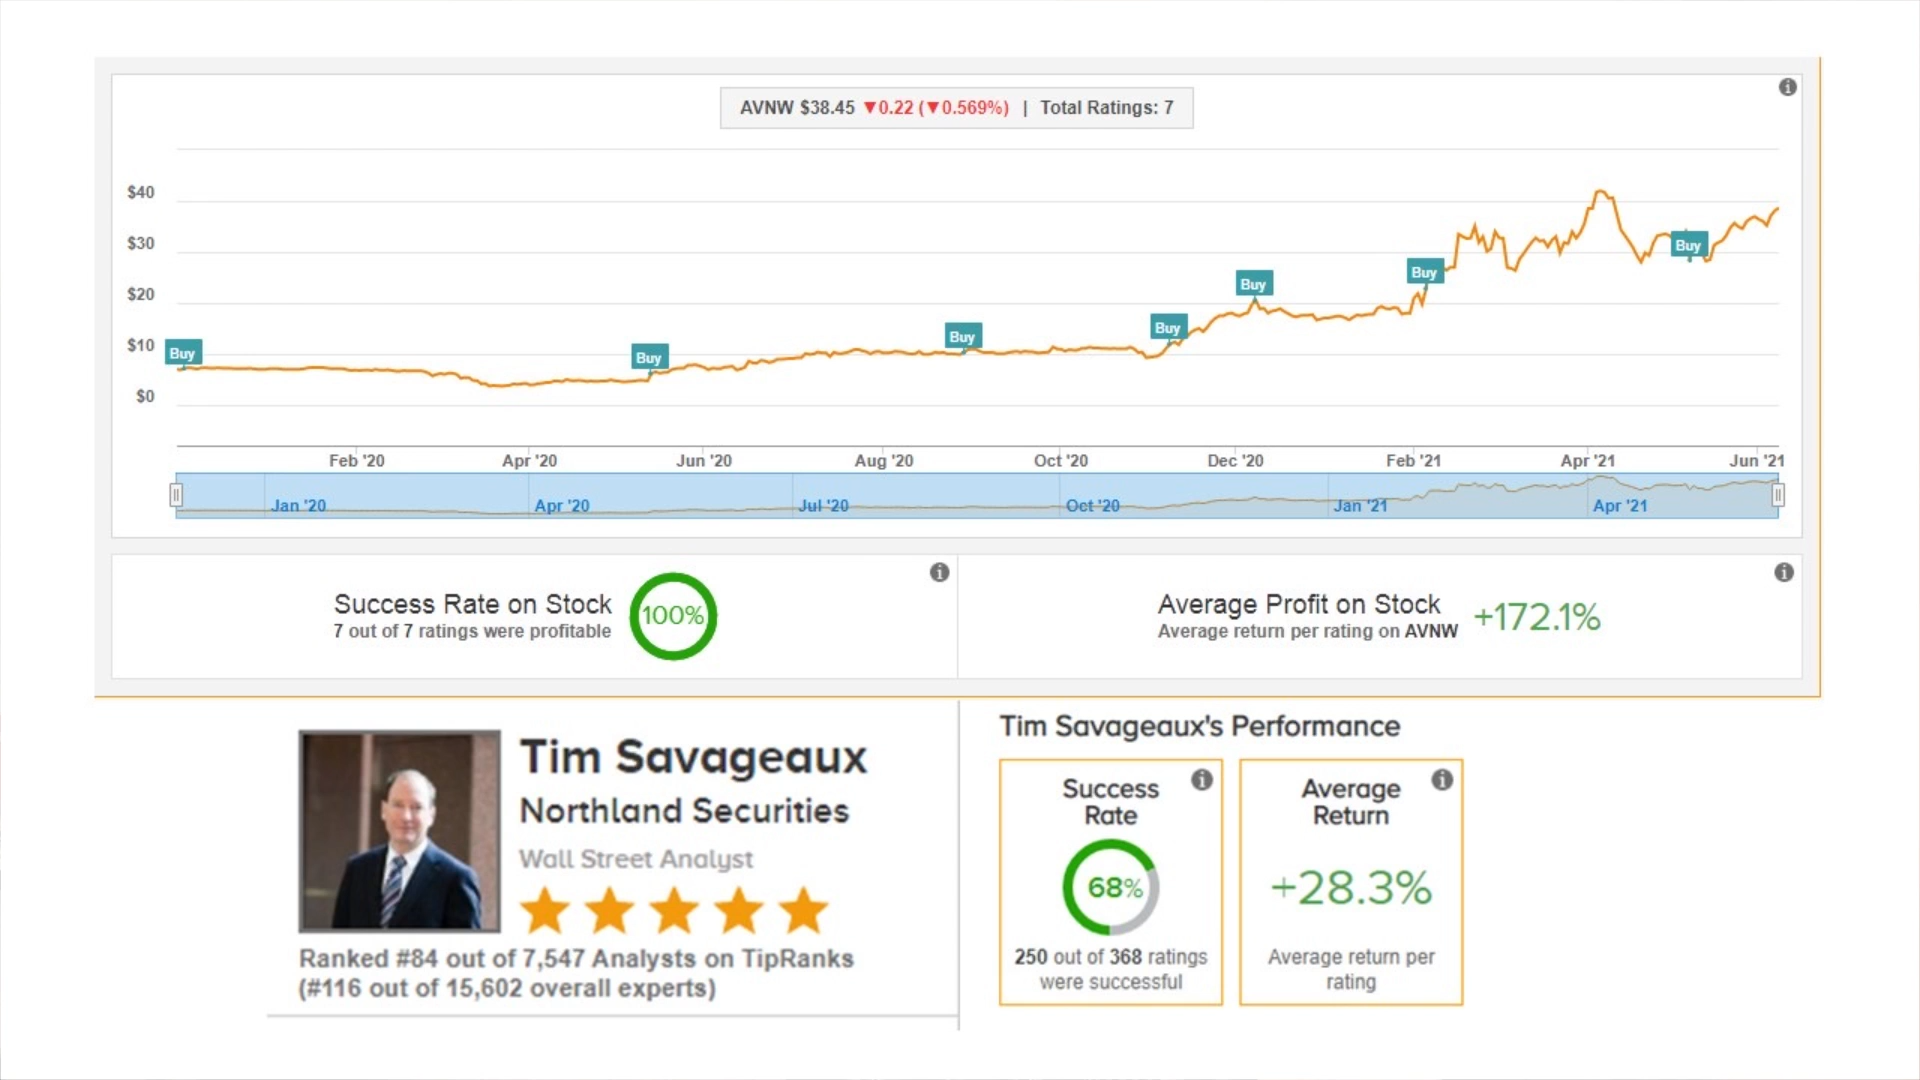 AVNW $38.45 ▼0.22 (▼0.569%) | Total Ratings: 7
$40
$30
$20
$10
$0
Buy
Buy
Buy
Buy
Buy
Buy
Buy
Feb '20
Apr '20
Jun '20
Aug '20
Oct '20
Dec '20
Feb '21
Apr '21
Jun '21
Jan '20
Apr '20
Jul '20
Oct '20
Jan '21
Apr '21
Success Rate on Stock
7 out of 7 ratings were profitable
100%
Average Profit on Stock
Average return per rating on AVNW
+172.1%
Tim Savageaux
Northland Securities
Wall Street Analyst
Ranked #84 out of 7,547 Analysts on TipRanks
(#116 out of 15,602 overall experts)
Tim Savageaux's Performance
Success
Rate
68%
250 out of 368 ratings
were successful
Average
Return
+28.3%
Average return per
rating